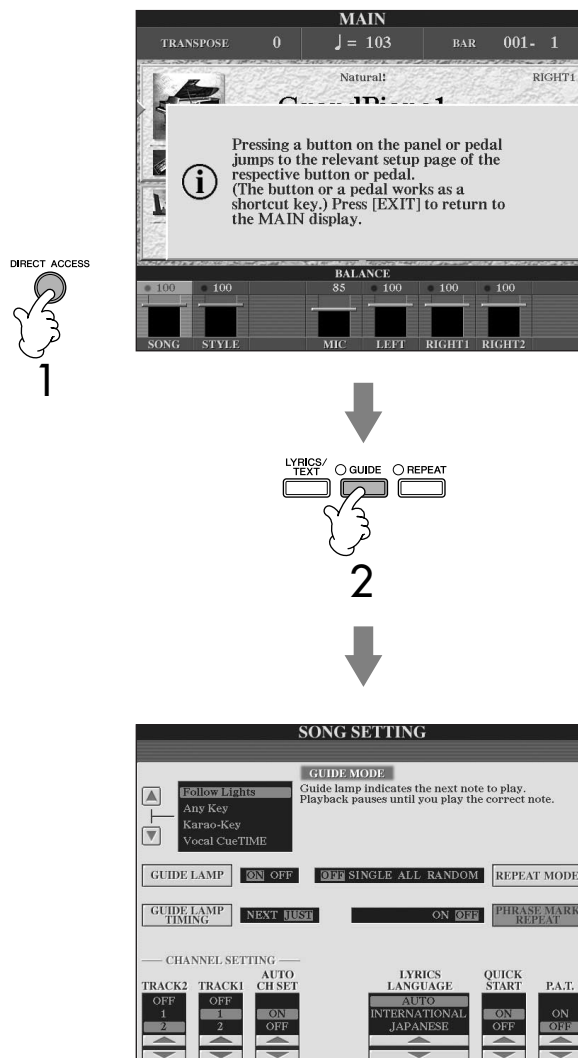 MAIN
TRANSPOSE 0 ♩= 103 BAR 001- 1
Natural! RIGHT1
Pressing a button on the panel or pedal
jumps to the relevant setup page of the
respective button or pedal.
(The button or a pedal works as a
shortcut key.) Press [EXIT] to return to
the MAIN display.
DIRECT ACCESS
1
BALANCE
100 100 85 100 100 100
SONG STYLE MIC LEFT RIGHT1 RIGHT2
LYRICS/
TEXT GUIDE REPEAT
2
SONG SETTING
GUIDE MODE
Guide lamp indicates the next note to play.
Playback pauses until you play the correct note.
Follow Lights
Any Key
Karao-Key
Vocal CueTIME
GUIDE LAMP ON OFF OFF SINGLE ALL RANDOM REPEAT MODE
GUIDE LAMP
TIMING NEXT JUST ON OFF PHRASE MARK
REPEAT
CHANNEL SETTING
TRACK2 TRACK1 AUTO
CH SET LYRICS
LANGUAGE QUICK
START P.A.T.
OFF OFF AUTO
1 1 ON INTERNATIONAL ON ON
2 2 OFF JAPANESE OFF OFF